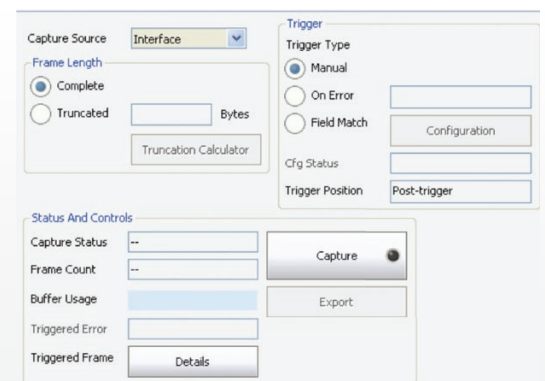 Capture Source Interface
Frame Length
Complete
Truncated Bytes
Truncation Calculator
Trigger
Trigger Type
Manual
On Error
Field Match Configuration
Cfg Status
Trigger Position Post-trigger
Status And Controls
Capture Status --
Frame Count --
Buffer Usage
Triggered Error
Triggered Frame Details
Capture
Export